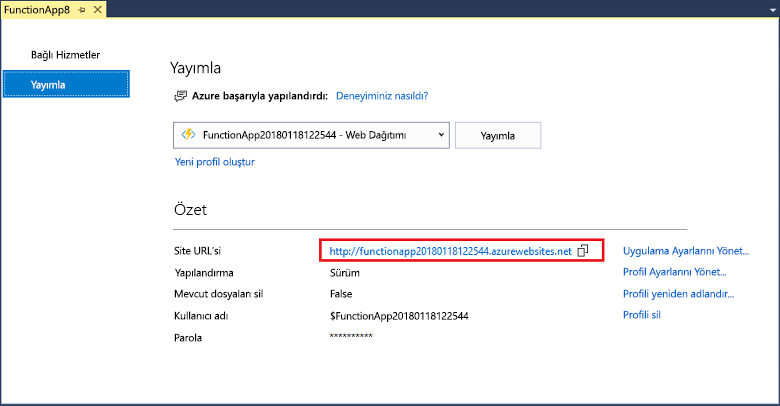 FunctionApp8
Bağlı Hizmetler
Yayımla
Yayımla
Azure başarıyla yapılandırdı: Deneyiminiz nasıldı?
FunctionApp20180118122544 - Web Dağıtımı
Yayımla
Yeni profil oluştur
Özet
Site URL'si http://functionapp20180118122544.azurewebsites.net Uygulama Ayarlarını Yönet...
Yapılandırma Sürüm Profil Ayarlarını Yönet...
Mevcut dosyaları sil False Profili yeniden adlandır...
Kullanıcı adı $FunctionApp20180118122544 Profili sil
Parola **********